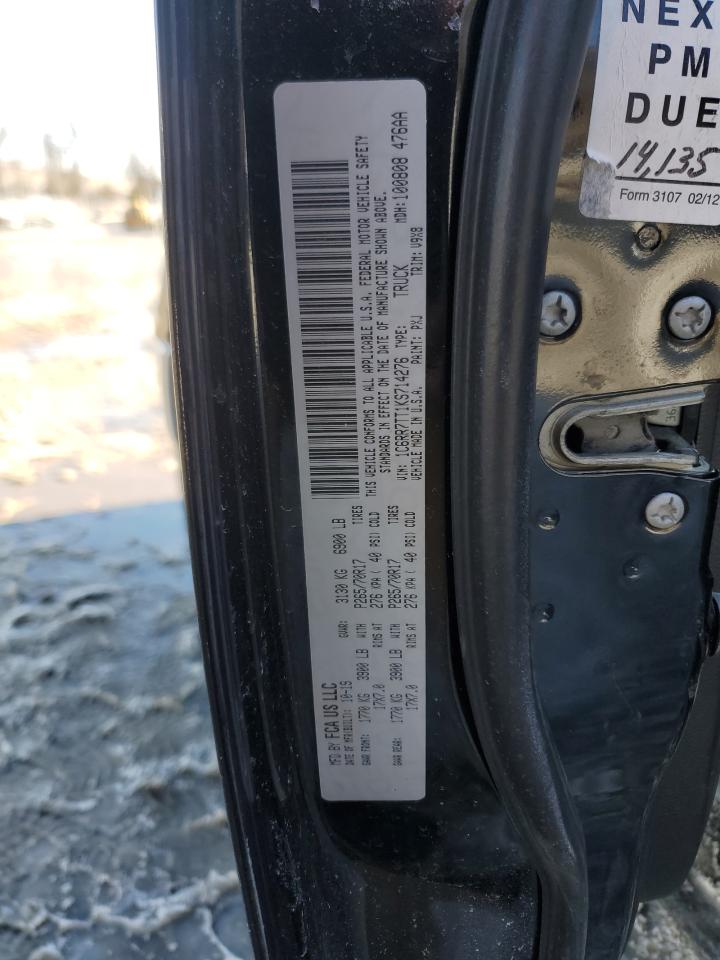 MFD BY FCA US LLC
DATE OF MFR(BUILT): 10-19 GVWR: 3130 KG 6900 LB
GAWR FRONT: 1770 KG 3900 LB WITH P265/70R17 TIRES
17X7.0 RIMS AT 276 KPA ( 40 PSI) COLD
GAWR REAR: 1770 KG 3900 LB WITH P265/70R17 TIRES
17X7.0 RIMS AT 276 KPA ( 40 PSI) COLD
THIS VEHICLE CONFORMS TO ALL APPLICABLE U.S.A. FEDERAL MOTOR VEHICLE SAFETY
STANDARDS IN EFFECT ON THE DATE OF MANUFACTURE SHOWN ABOVE.
VIN: 1C6RR7TT1KS714276 TYPE: TRUCK MDH: 100808 476AA
VEHICLE MADE IN U.S.A. PAINT: PXJ TRIM: V9X8
NEX
PM
DUE
14,135
Form 3107 02/12
36